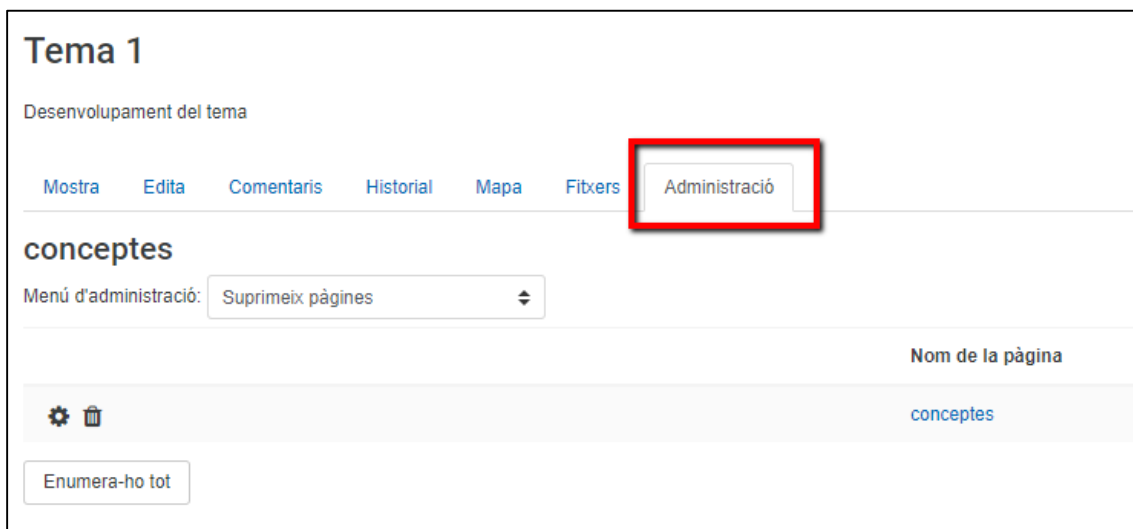 Tema 1
Desenvolupament del tema
Mostra Edita Comentaris Historial Mapa Fitxers Administració
conceptes
Menú d'administració: Suprimeix pàgines
Nom de la pàgina
conceptes
Enumera-ho tot